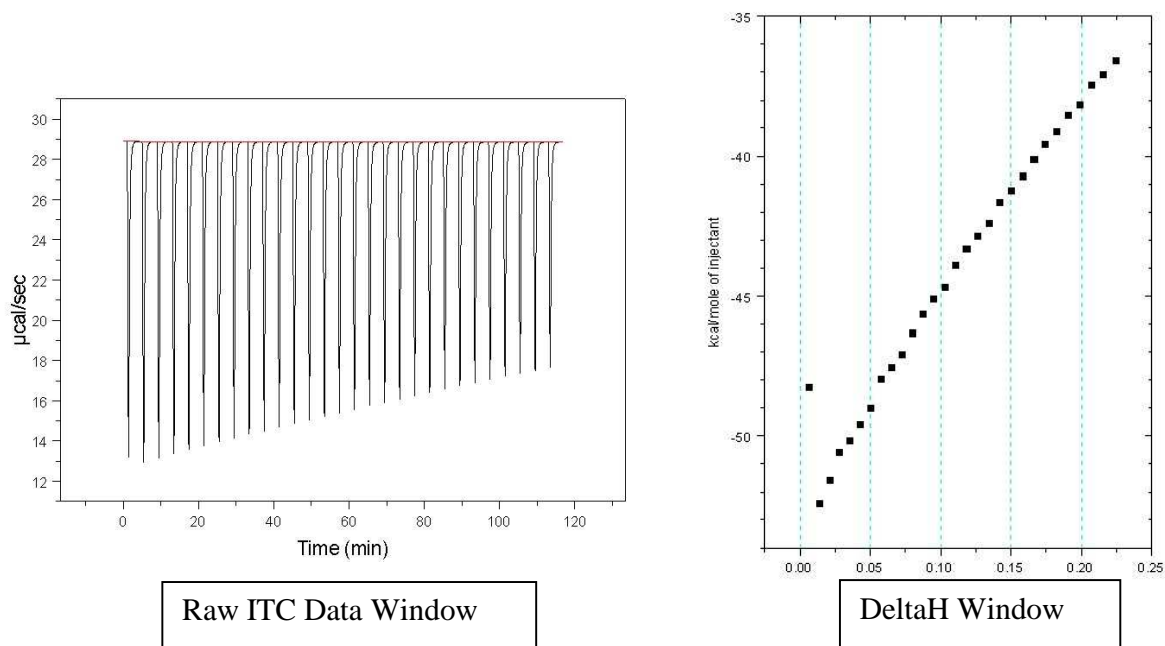 30
28
26
24
22
20
18
16
14
12
µcal/sec
0 20 40 60 80 100 120
Time (min)
Raw ITC Data Window
-35
-40
-45
-50
kcal/mole of injectant
0.00 0.05 0.10 0.15 0.20 0.25
DeltaH Window